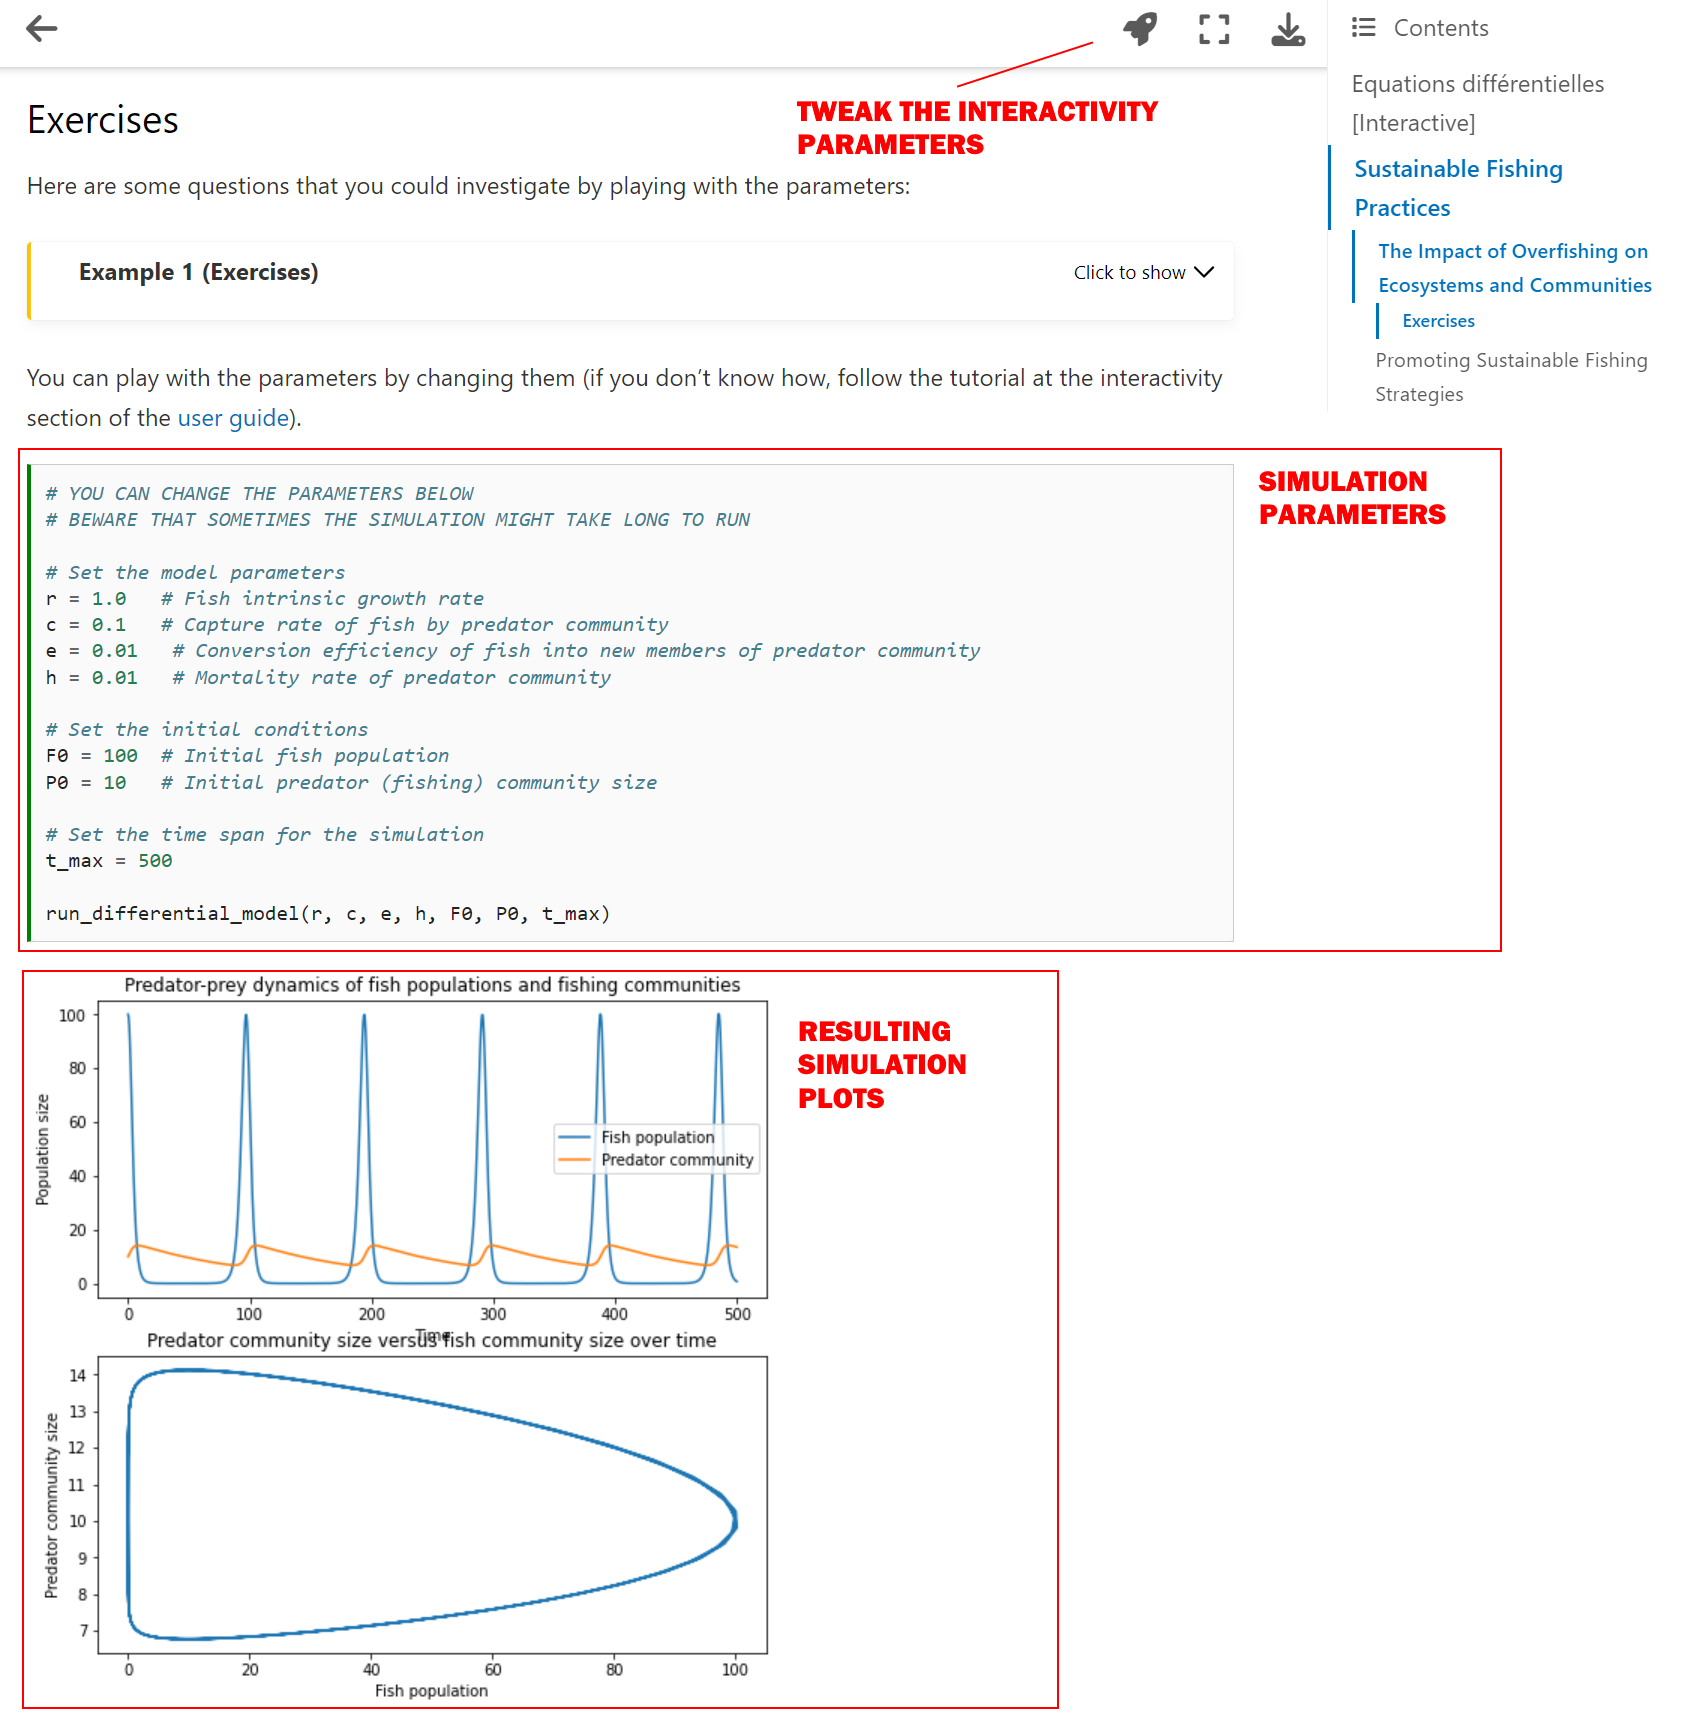 Contents
Equations différentielles
[Interactive]
Sustainable Fishing
Practices
The Impact of Overfishing on
Ecosystems and Communities
Exercises
Promoting Sustainable Fishing
Strategies
TWEAK THE INTERACTIVITY
PARAMETERS
Exercises
Here are some questions that you could investigate by playing with the parameters:
Example 1 (Exercises)
Click to show
You can play with the parameters by changing them (if you don’t know how, follow the tutorial at the interactivity
section of the user guide).
SIMULATION
PARAMETERS
# YOU CAN CHANGE THE PARAMETERS BELOW
# BEWARE THAT SOMETIMES THE SIMULATION MIGHT TAKE LONG TO RUN
# Set the model parameters
r = 1.0   # Fish intrinsic growth rate
c = 0.1   # Capture rate of fish by predator community
e = 0.01   # Conversion efficiency of fish into new members of predator community
h = 0.01   # Mortality rate of predator community
# Set the initial conditions
F0 = 100  # Initial fish population
P0 = 10   # Initial predator (fishing) community size
# Set the time span for the simulation
t_max = 500
run_differential_model(r, c, e, h, F0, P0, t_max)
RESULTING
SIMULATION
PLOTS
Predator-prey dynamics of fish populations and fishing communities
Population size
100
80
60
40
20
0
Fish population
Predator community
0 100 200 300 400 500
Time
Predator community size versus fish community size over time
Predator community size
14
13
12
11
10
9
8
7
0 20 40 60 80 100
Fish population